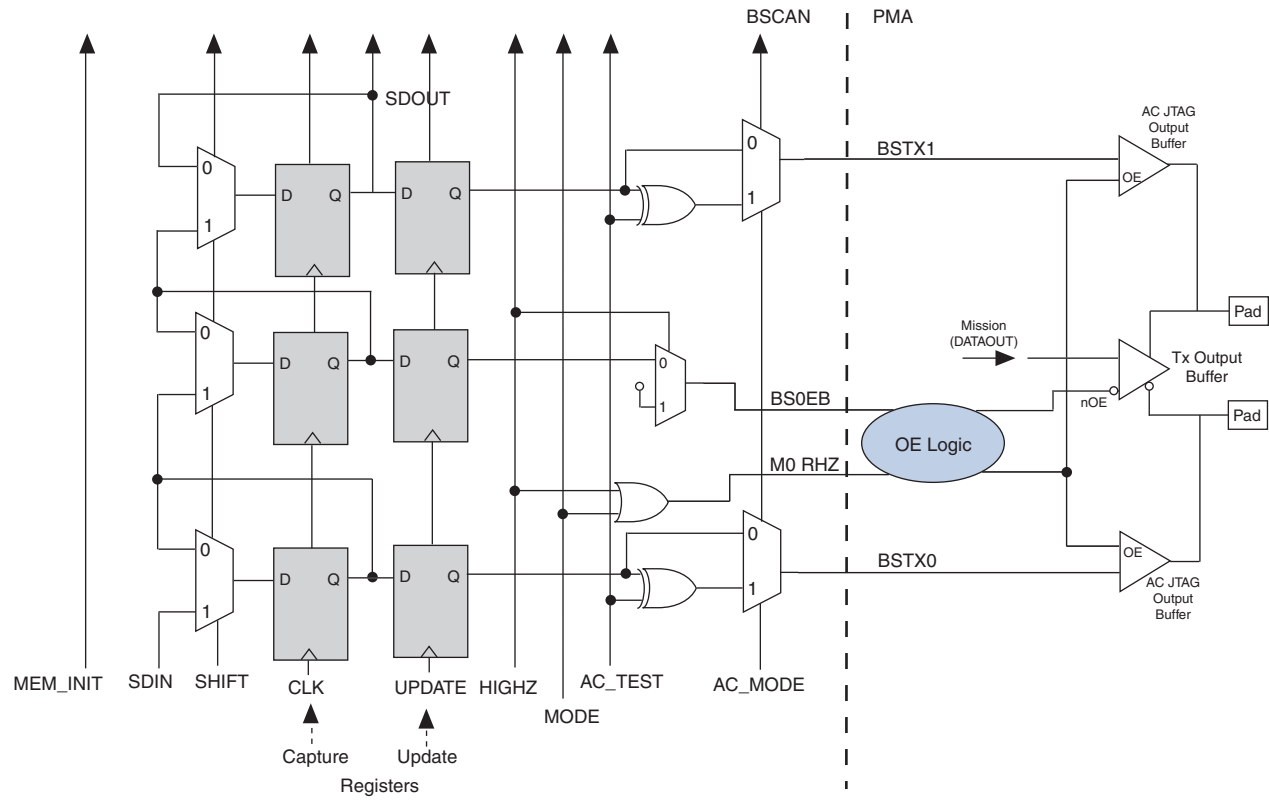 BSCAN PMA
SDOUT
0
1
D Q
D Q
0
1
BSTX1
AC JTAG
Output
Buffer
OE
0
1
D Q
D Q
0
1
BS0EB
Mission
(DATAOUT)
nOE
Tx Output
Buffer
Pad
Pad
OE Logic
M0 RHZ
0
1
D Q
D Q
0
1
BSTX0
OE
AC JTAG
Output
Buffer
MEM_INIT SDIN SHIFT CLK UPDATE HIGHZ MODE AC_TEST AC_MODE
Capture Update
Registers